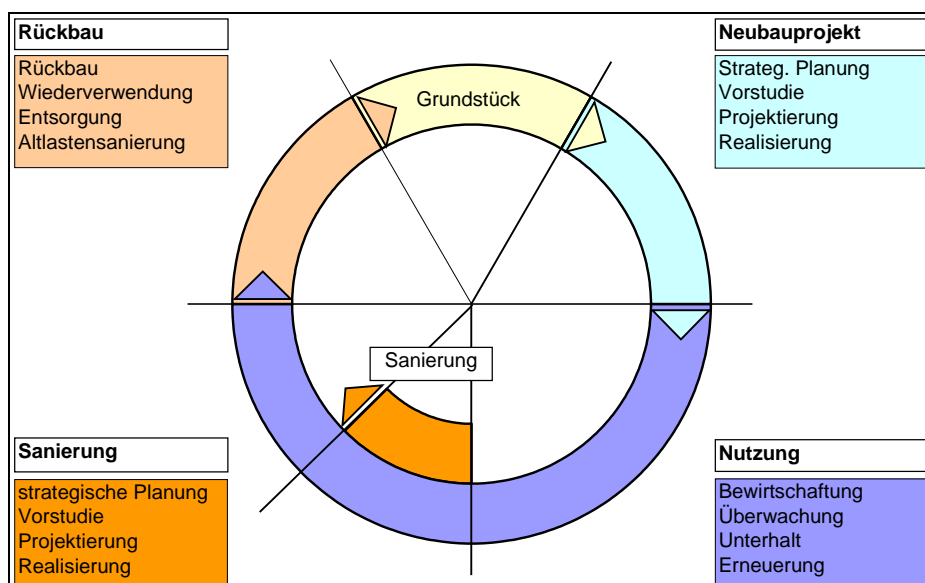 Rückbau
Rückbau
Wiederverwendung
Entsorgung
Altlastensanierung
Grundstück
Neubauprojekt
Strateg. Planung
Vorstudie
Projektierung
Realisierung
Sanierung
Sanierung
strategische Planung
Vorstudie
Projektierung
Realisierung
Nutzung
Bewirtschaftung
Überwachung
Unterhalt
Erneuerung